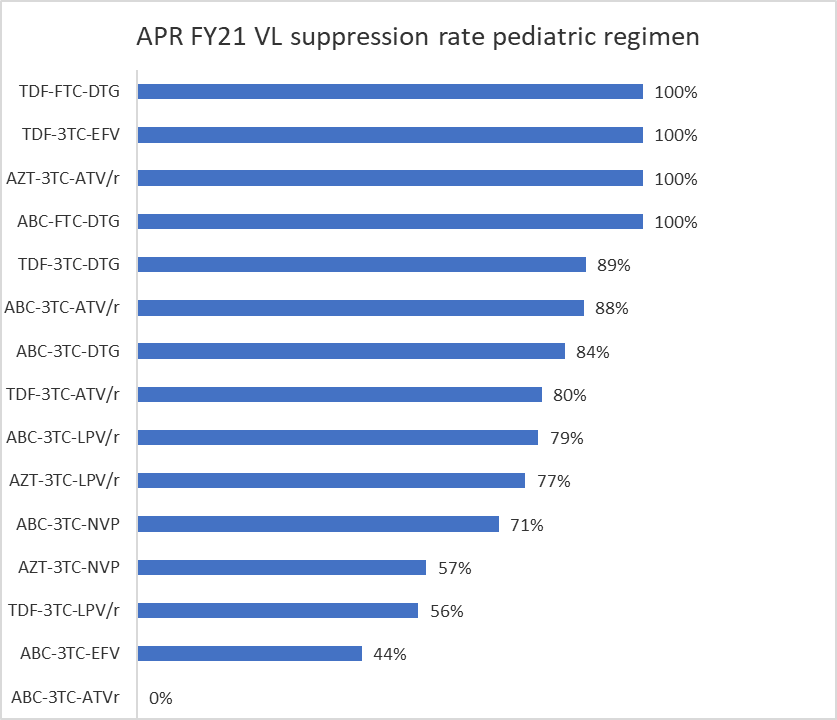 APR FY21 VL suppression rate pediatric regimen
TDF-FTC-DTG 100%
TDF-3TC-EFV 100%
AZT-3TC-ATV/r 100%
ABC-FTC-DTG 100%
TDF-3TC-DTG 89%
ABC-3TC-ATV/r 88%
ABC-3TC-DTG 84%
TDF-3TC-ATV/r 80%
ABC-3TC-LPV/r 79%
AZT-3TC-LPV/r 77%
ABC-3TC-NVP 71%
AZT-3TC-NVP 57%
TDF-3TC-LPV/r 56%
ABC-3TC-EFV 44%
ABC-3TC-ATVr 0%